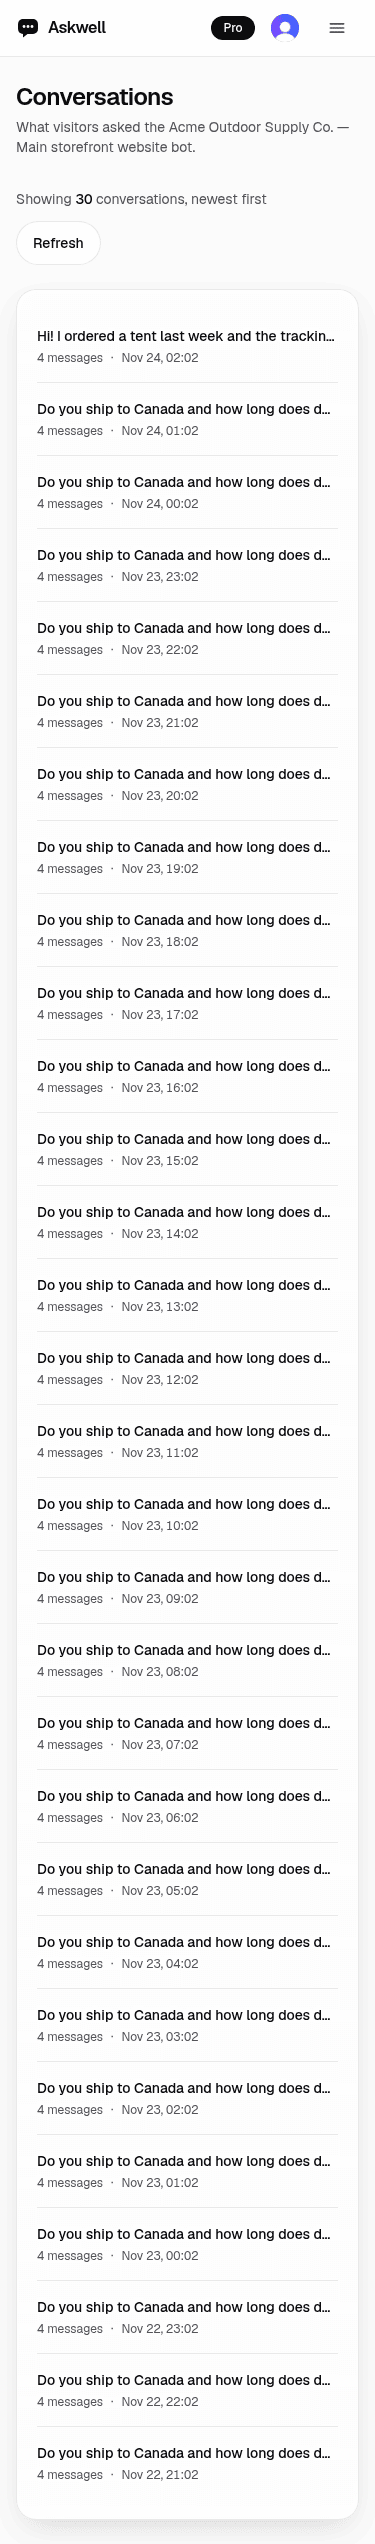 Askwell
Pro
Conversations
What visitors asked the Acme Outdoor Supply Co. —
Main storefront website bot.
Showing 30 conversations, newest first
Refresh
Hi! I ordered a tent last week and the trackin...
4 messages · Nov 24, 02:02
Do you ship to Canada and how long does d...
4 messages · Nov 24, 01:02
Do you ship to Canada and how long does d...
4 messages · Nov 24, 00:02
Do you ship to Canada and how long does d...
4 messages · Nov 23, 23:02
Do you ship to Canada and how long does d...
4 messages · Nov 23, 22:02
Do you ship to Canada and how long does d...
4 messages · Nov 23, 21:02
Do you ship to Canada and how long does d...
4 messages · Nov 23, 20:02
Do you ship to Canada and how long does d...
4 messages · Nov 23, 19:02
Do you ship to Canada and how long does d...
4 messages · Nov 23, 18:02
Do you ship to Canada and how long does d...
4 messages · Nov 23, 17:02
Do you ship to Canada and how long does d...
4 messages · Nov 23, 16:02
Do you ship to Canada and how long does d...
4 messages · Nov 23, 15:02
Do you ship to Canada and how long does d...
4 messages · Nov 23, 14:02
Do you ship to Canada and how long does d...
4 messages · Nov 23, 13:02
Do you ship to Canada and how long does d...
4 messages · Nov 23, 12:02
Do you ship to Canada and how long does d...
4 messages · Nov 23, 11:02
Do you ship to Canada and how long does d...
4 messages · Nov 23, 10:02
Do you ship to Canada and how long does d...
4 messages · Nov 23, 09:02
Do you ship to Canada and how long does d...
4 messages · Nov 23, 08:02
Do you ship to Canada and how long does d...
4 messages · Nov 23, 07:02
Do you ship to Canada and how long does d...
4 messages · Nov 23, 06:02
Do you ship to Canada and how long does d...
4 messages · Nov 23, 05:02
Do you ship to Canada and how long does d...
4 messages · Nov 23, 04:02
Do you ship to Canada and how long does d...
4 messages · Nov 23, 03:02
Do you ship to Canada and how long does d...
4 messages · Nov 23, 02:02
Do you ship to Canada and how long does d...
4 messages · Nov 23, 01:02
Do you ship to Canada and how long does d...
4 messages · Nov 23, 00:02
Do you ship to Canada and how long does d...
4 messages · Nov 22, 23:02
Do you ship to Canada and how long does d...
4 messages · Nov 22, 22:02
Do you ship to Canada and how long does d...
4 messages · Nov 22, 21:02